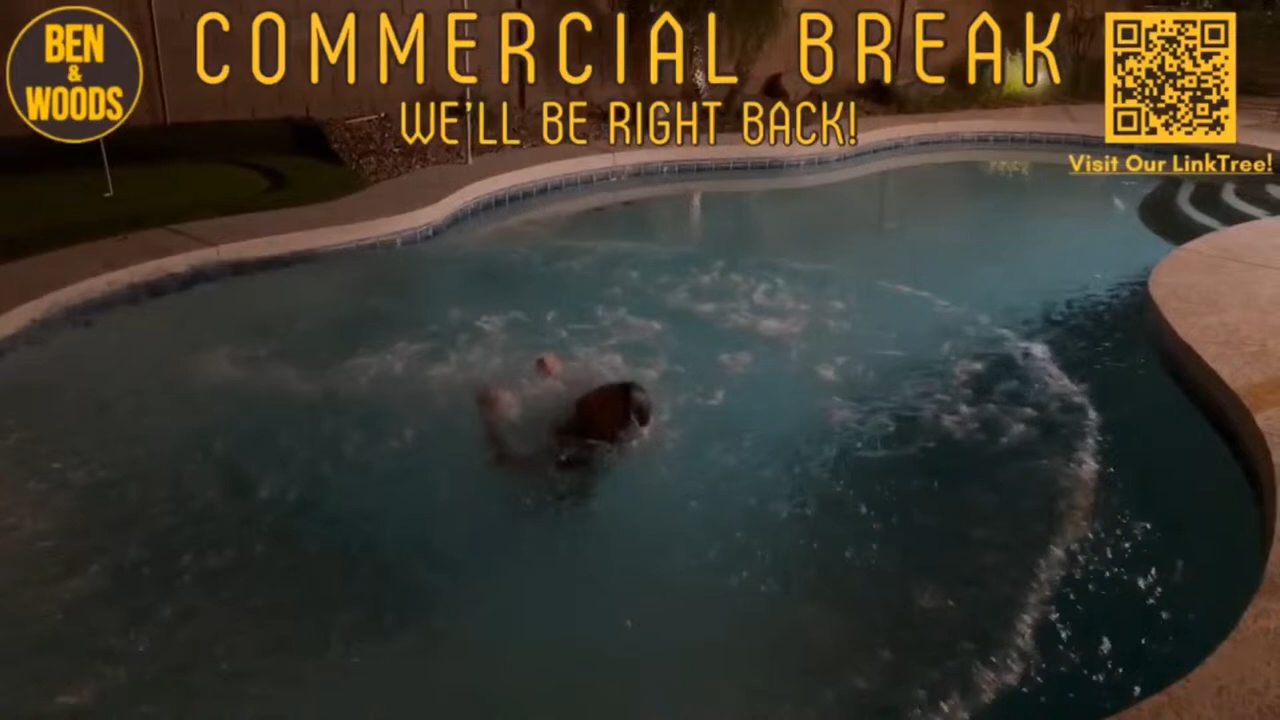 BEN
&
WOODS
COMMERCIAL BREAK
WE'LL BE RIGHT BACK!
Visit Our LinkTree!